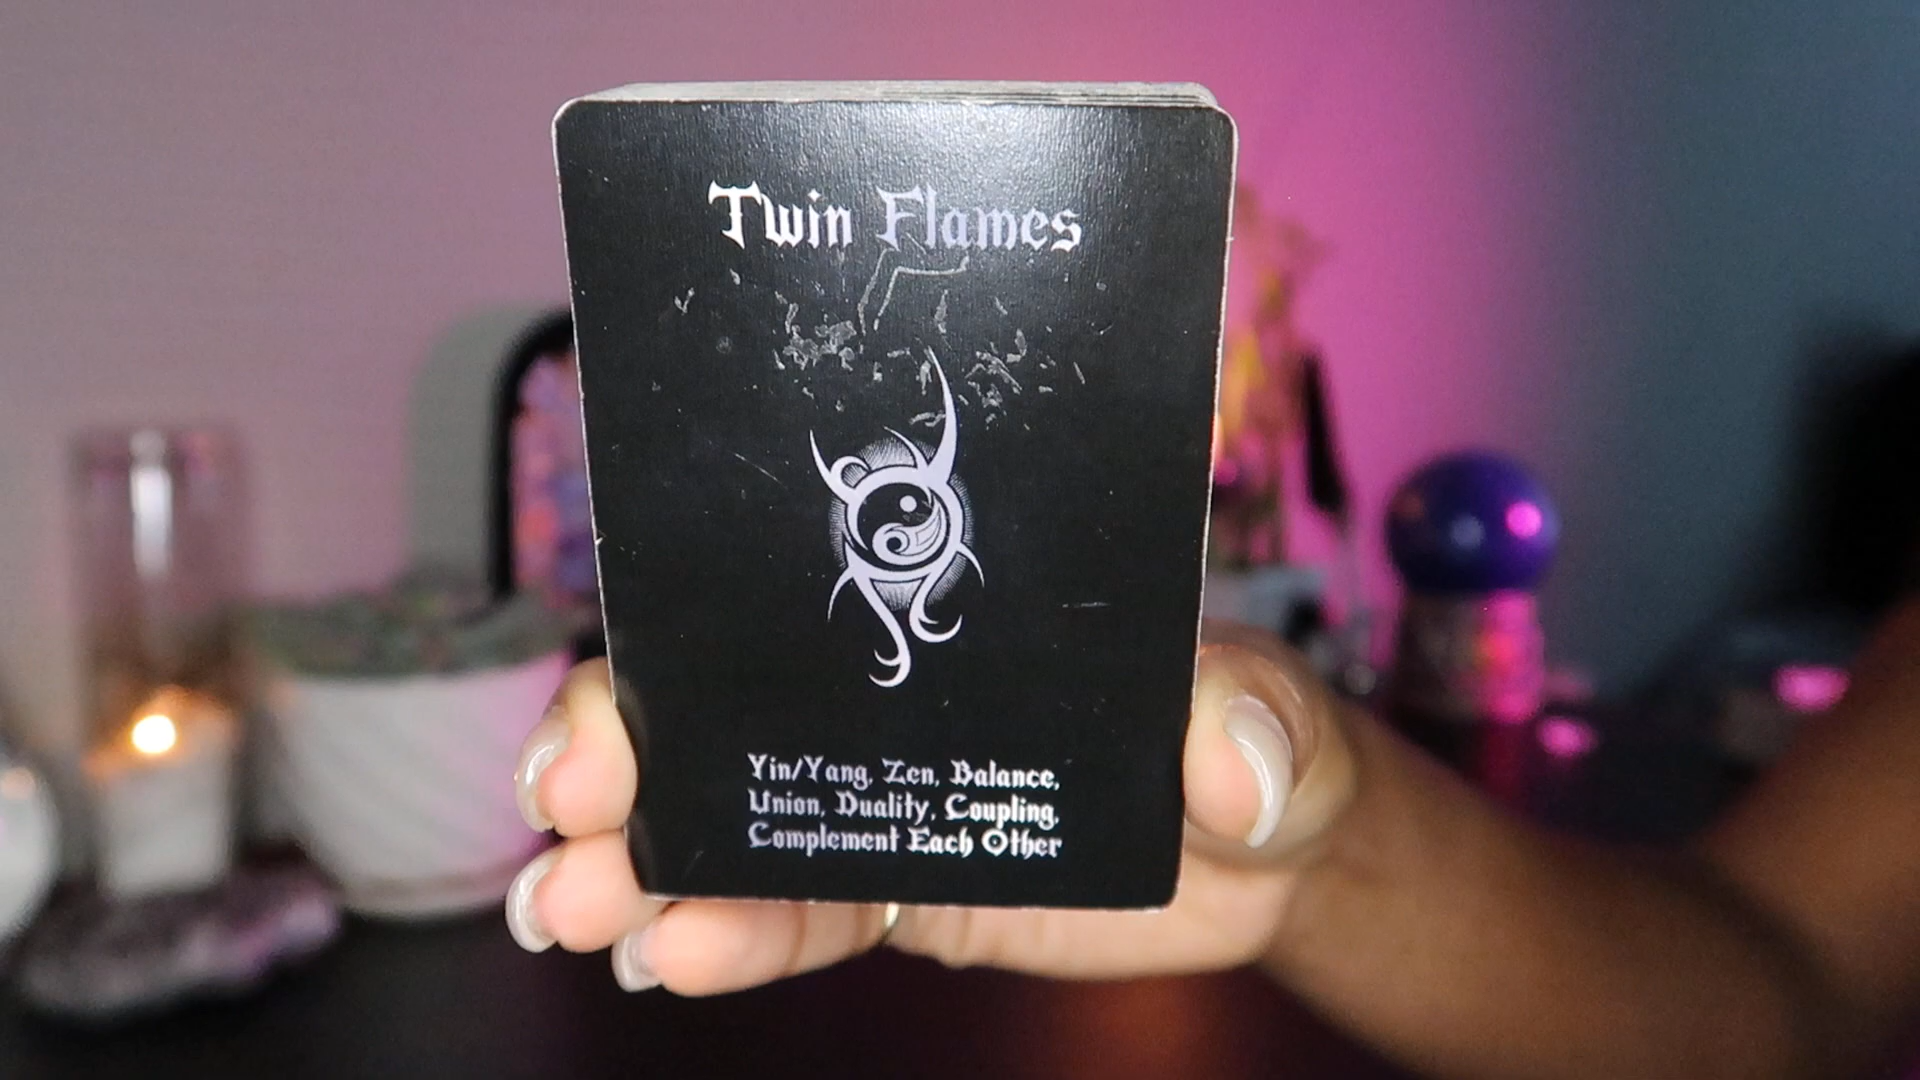 Twin Flames
Yin/Yang, Zen, Balance,
Union, Duality, Coupling,
Complement Each Other